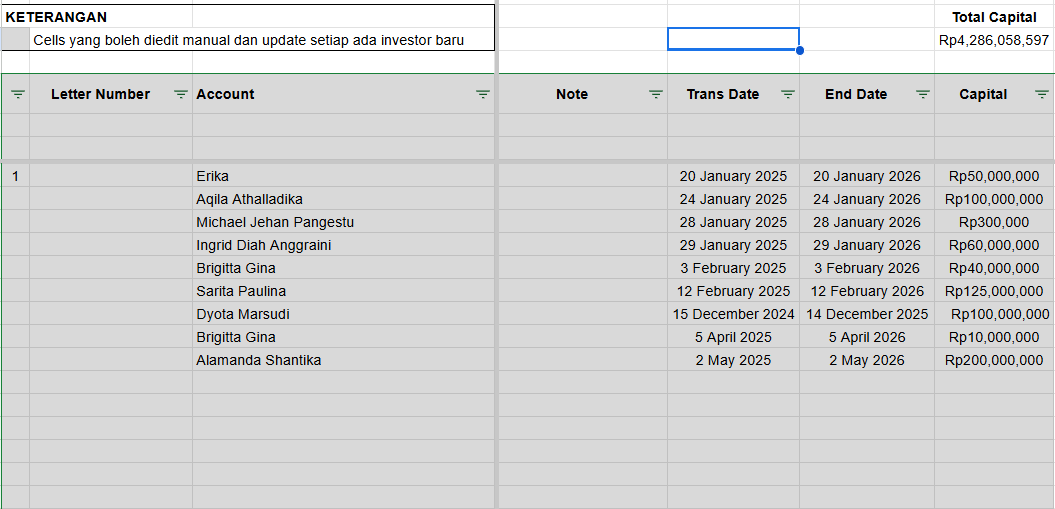 KETERANGAN Total Capital
Cells yang boleh diedit manual dan update setiap ada investor baru Rp4,286,058,597
Letter Number Account Note Trans Date End Date Capital
1 Erika 20 January 2025 20 January 2026 Rp50,000,000
Aqila Athalladika 24 January 2025 24 January 2026 Rp100,000,000
Michael Jehan Pangestu 28 January 2025 28 January 2026 Rp300,000
Ingrid Diah Anggraini 29 January 2025 29 January 2026 Rp60,000,000
Brigitta Gina 3 February 2025 3 February 2026 Rp40,000,000
Sarita Paulina 12 February 2025 12 February 2026 Rp125,000,000
Dyota Marsudi 15 December 2024 14 December 2025 Rp100,000,000
Brigitta Gina 5 April 2025 5 April 2026 Rp10,000,000
Alamanda Shantika 2 May 2025 2 May 2026 Rp200,000,000